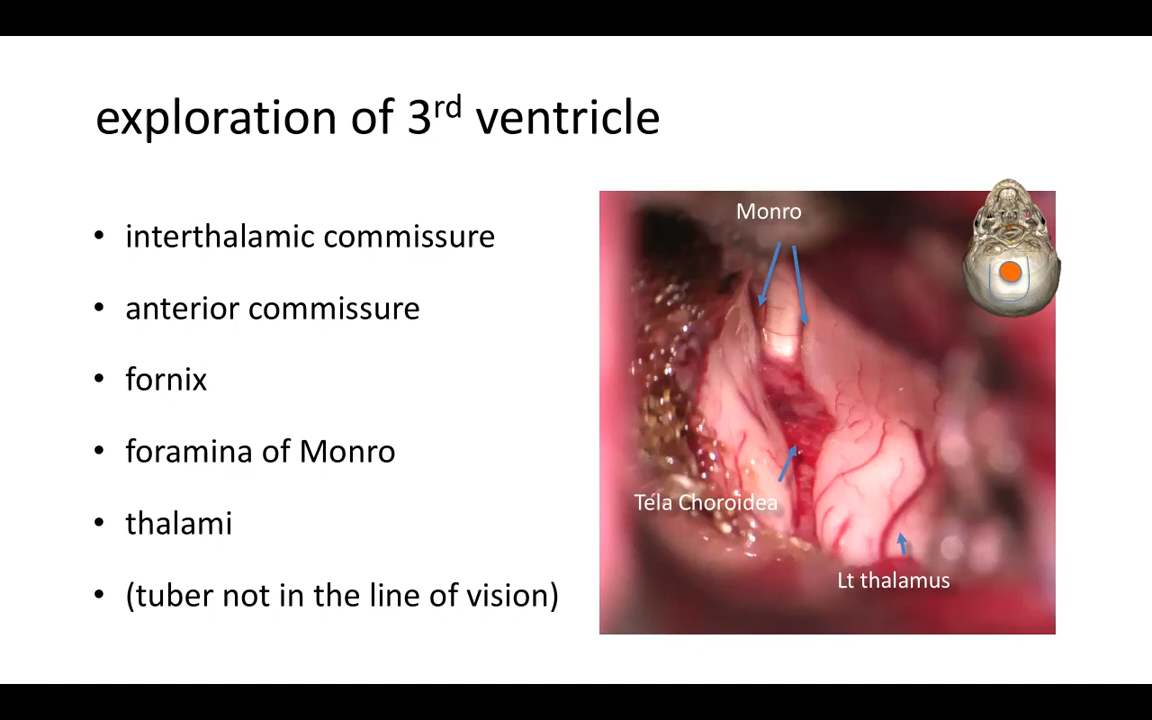 exploration of 3rd ventricle
• interthalamic commissure
• anterior commissure
• fornix
• foramina of Monro
• thalami
• (tuber not in the line of vision)
Monro
Téla Choroidea
Lt thalamus